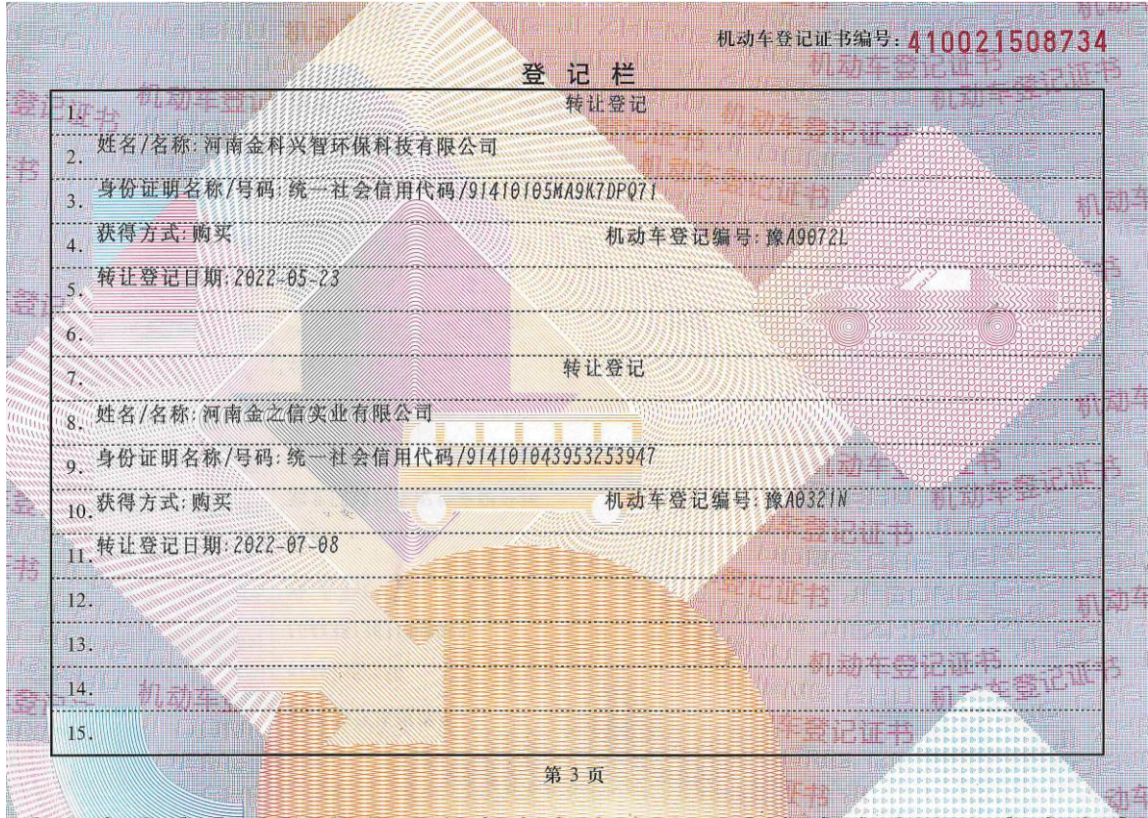 机动车登记证书编号:410021508734
登记栏
1. 转让登记
2. 姓名/名称:河南金科兴智环保科技有限公司
3. 身份证明名称/号码:统一社会信用代码/91410105MA9K7DPQ71
4. 获得方式:购买 机动车登记编号:豫A9072L
5. 转让登记日期:2022-05-23
6.
7. 转让登记
8. 姓名/名称:河南金之信实业有限公司
9. 身份证明名称/号码:统一社会信用代码/914101043953253947
10. 获得方式:购买 机动车登记编号:豫A0321N
11. 转让登记日期:2022-07-08
12.
13.
14.
15.
第 3 页